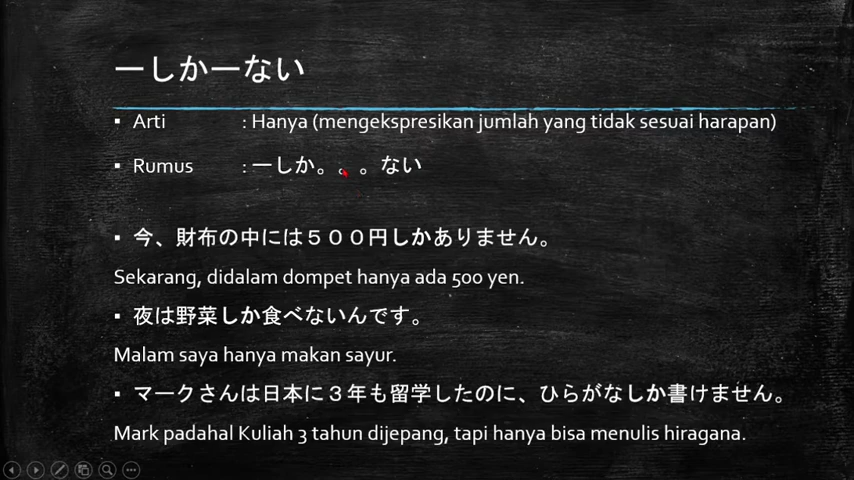 ーしかーない
▪ Arti : Hanya (mengekspresikan jumlah yang tidak sesuai harapan)
▪ Rumus : ーしか。。。ない
▪ 今、財布の中には５００円しかありません。
Sekarang, didalam dompet hanya ada 500 yen.
▪ 夜は野菜しか食べないんです。
Malam saya hanya makan sayur.
▪ マークさんは日本に３年も留学したのに、ひらがなしか書けません。
Mark padahal Kuliah 3 tahun dijepang, tapi hanya bisa menulis hiragana.